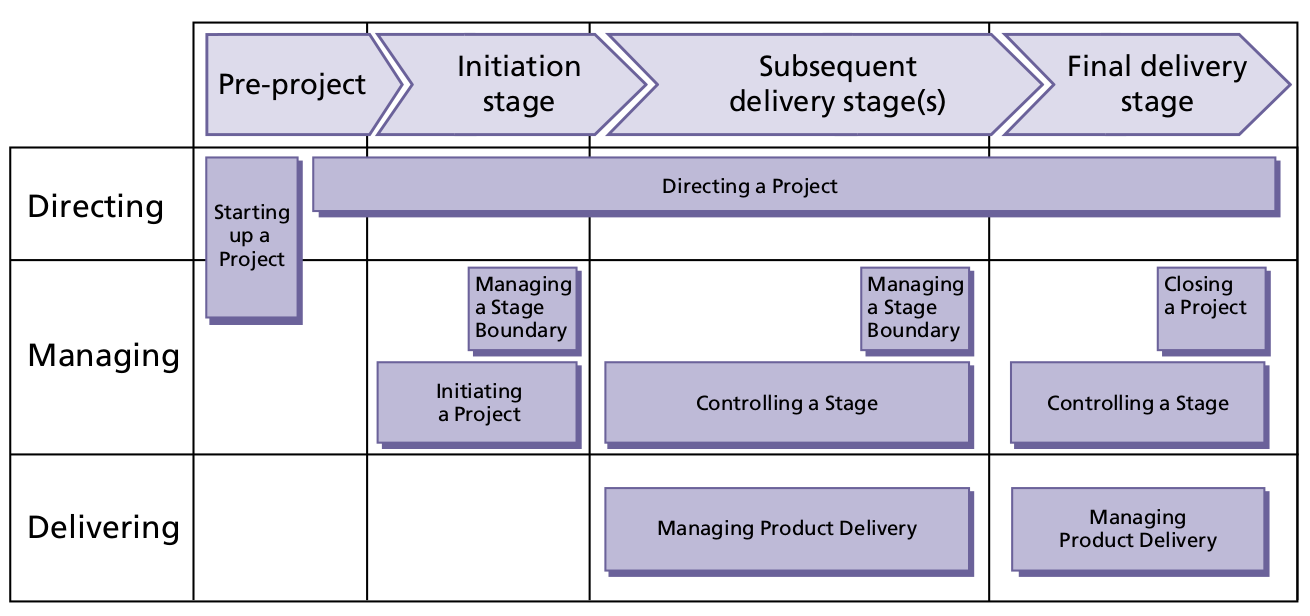 Pre-project
Initiation
stage
Subsequent
delivery stage(s)
Final delivery
stage
Directing
Starting
up a
Project
Directing a Project
Managing
Managing
a Stage
Boundary
Managing
a Stage
Boundary
Closing
a Project
Initiating
a Project
Controlling a Stage
Controlling a Stage
Delivering
Managing Product Delivery
Managing
Product Delivery